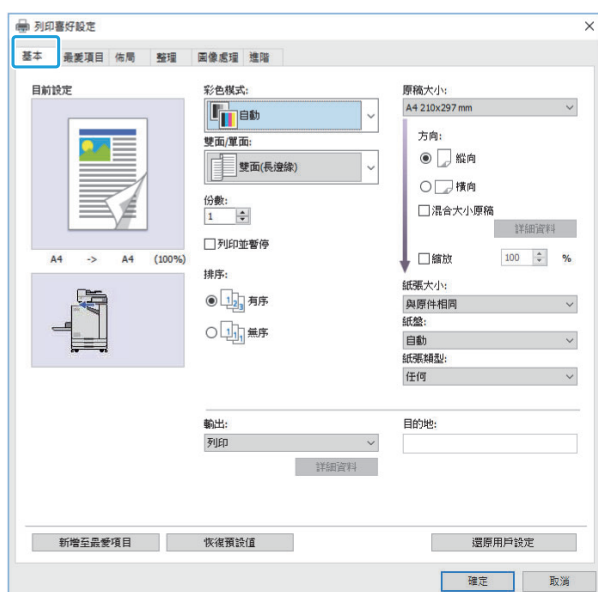 列印喜好設定
基本 最愛項目 佈局 整理 圖像處理 進階
目前設定
A4 -> A4 (100%)
彩色模式:
自動
雙面/單面:
雙面(長邊緣)
份數:
1
列印並暫停
排序:
有序
無序
原稿大小:
A4 210x297 mm
方向:
縱向
橫向
混合大小原稿
詳細資料
縮放 100 %
紙張大小:
與原件相同
紙盤:
自動
紙張類型:
任何
輸出:
列印
詳細資料
目的地:
新增至最愛項目 恢復預設值 還原用戶設定
確定 取消